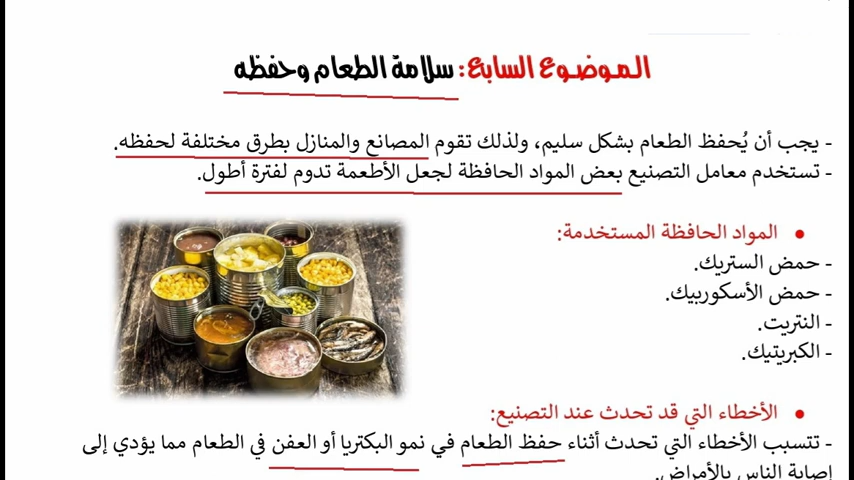 الموضوع السابع: سلامة الطعام وحفظه
- يجب أن يُحفظ الطعام بشكل سليم، ولذلك تقوم المصانع والمنازل بطرق مختلفة لحفظه.
- تستخدم معامل التصنيع بعض المواد الحافظة لجعل الأطعمة تدوم لفترة أطول.
• المواد الحافظة المستخدمة:
- حمض الستريك.
- حمض الأسكوربيك.
- النتريت.
- الكبريتيك.
• الأخطاء التي قد تحدث عند التصنيع:
- تتسبب الأخطاء التي تحدث أثناء حفظ الطعام في نمو البكتريا أو العفن في الطعام مما يؤدي إلى
إصابة الناس بالأمراض.